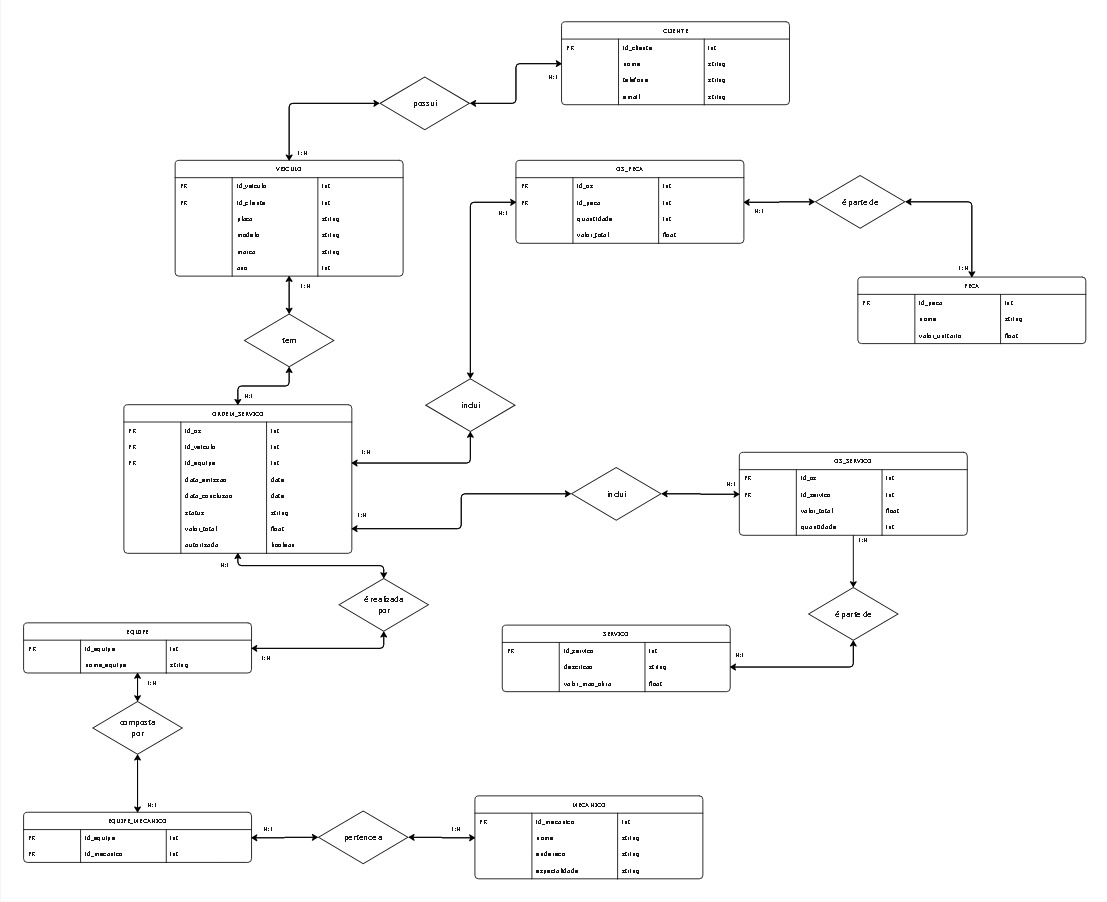 CLIENTE
PK id_cliente int
nome string
telefone string
email string
N:1
possui
1:N
VEICULO
PK id_veiculo int
PK id_cliente int
placa string
modelo string
marca string
ano int
OS_PECA
PK id_os int
PK id_peca int
quantidade int
valor_total float
N:1
N:1
é parte de
1:N
PECA
PK id_peca int
nome string
valor_unitario float
1:N
tem
N:1
inclui
ORDEM_SERVICO
PK id_os int
PK id_veiculo int
PK id_equipe int
data_emissao date
data_conclusao date
status string
valor_total float
autorizada boolean
1:N
1:N
inclui
N:1
OS_SERVICO
PK id_os int
PK id_servico int
valor_total float
quantidade int
1:N
N:1
é realizada
por
é parte de
EQUIPE
PK id_equipe int
nome_equipe string
1:N
SERVICO
PK id_servico int
descricao string
valor_mao_obra float
N:1
1:N
composta
por
N:1
EQUIPE_MECANICO
PK id_equipe int
PK id_mecanico int
N:1
pertence a
1:N
MECANICO
PK id_mecanico int
nome string
endereco string
especialidade string